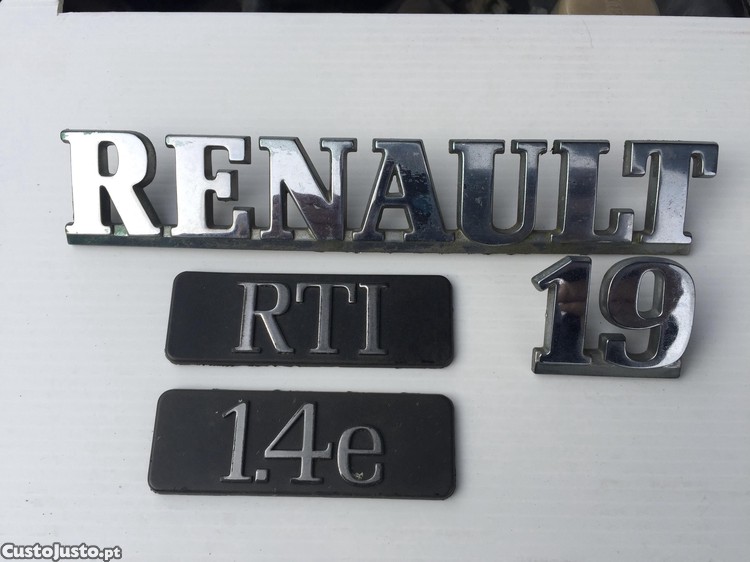 RENAULT
19
RTI
1.4e
CustoJusto.pt